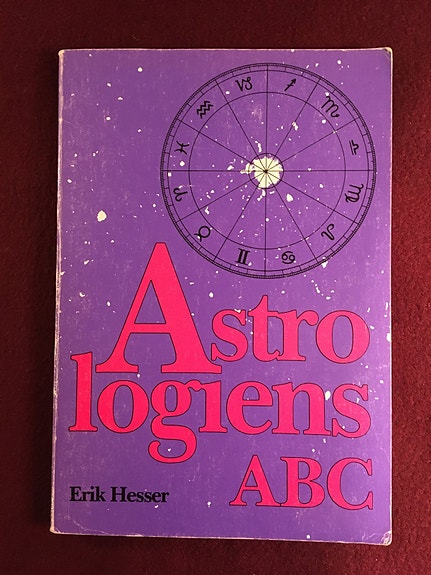 Astro
logiens
ABC
Erik Hesser